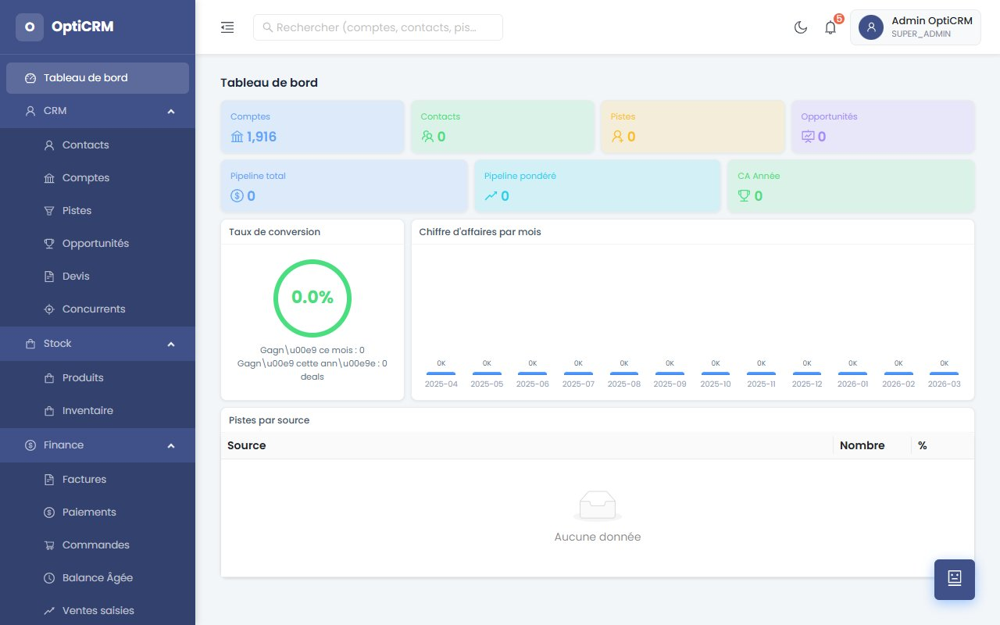 O OptiCRM
Rechercher (comptes, contacts, pis...
5
Admin OptiCRM
SUPER_ADMIN
Tableau de bord
CRM
Contacts
Comptes
Pistes
Opportunités
Devis
Concurrents
Stock
Produits
Inventaire
Finance
Factures
Paiements
Commandes
Balance Âgée
Ventes saisies
Tableau de bord
Comptes
1,916
Contacts
0
Pistes
0
Opportunités
0
Pipeline total
0
Pipeline pondéré
0
CA Année
0
Taux de conversion
0.0%
Gagn\u00e9 ce mois : 0
Gagn\u00e9 cette ann\u00e9e : 0
deals
Chiffre d'affaires par mois
0K 0K 0K 0K 0K 0K 0K 0K 0K 0K 0K 0K
2025-04 2025-05 2025-06 2025-07 2025-08 2025-09 2025-10 2025-11 2025-12 2026-01 2026-02 2026-03
Pistes par source
Source Nombre %
Aucune donnée